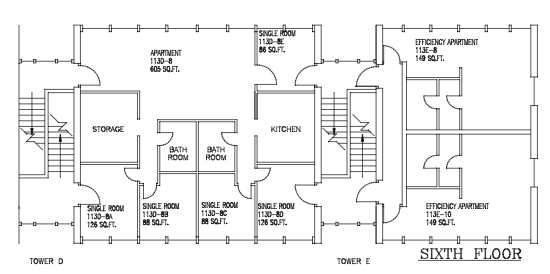 SINGLE ROOM
113D-8E
86 SQ.FT.
APARTMENT
113D-8
605 SQ.FT.
EFFICIENCY APARTMENT
113E-8
149 SQ.FT.
STORAGE
KITCHEN
BATH
ROOM
BATH
ROOM
SINGLE ROOM
113D-8A
126 SQ.FT.
SINGLE ROOM
113D-8B
88 SQ.FT.
SINGLE ROOM
113D-8C
88 SQ.FT.
SINGLE ROOM
113D-8D
126 SQ.FT.
EFFICIENCY APARTMENT
113E-10
149 SQ.FT.
SIXTH FLOOR
TOWER D
TOWER E